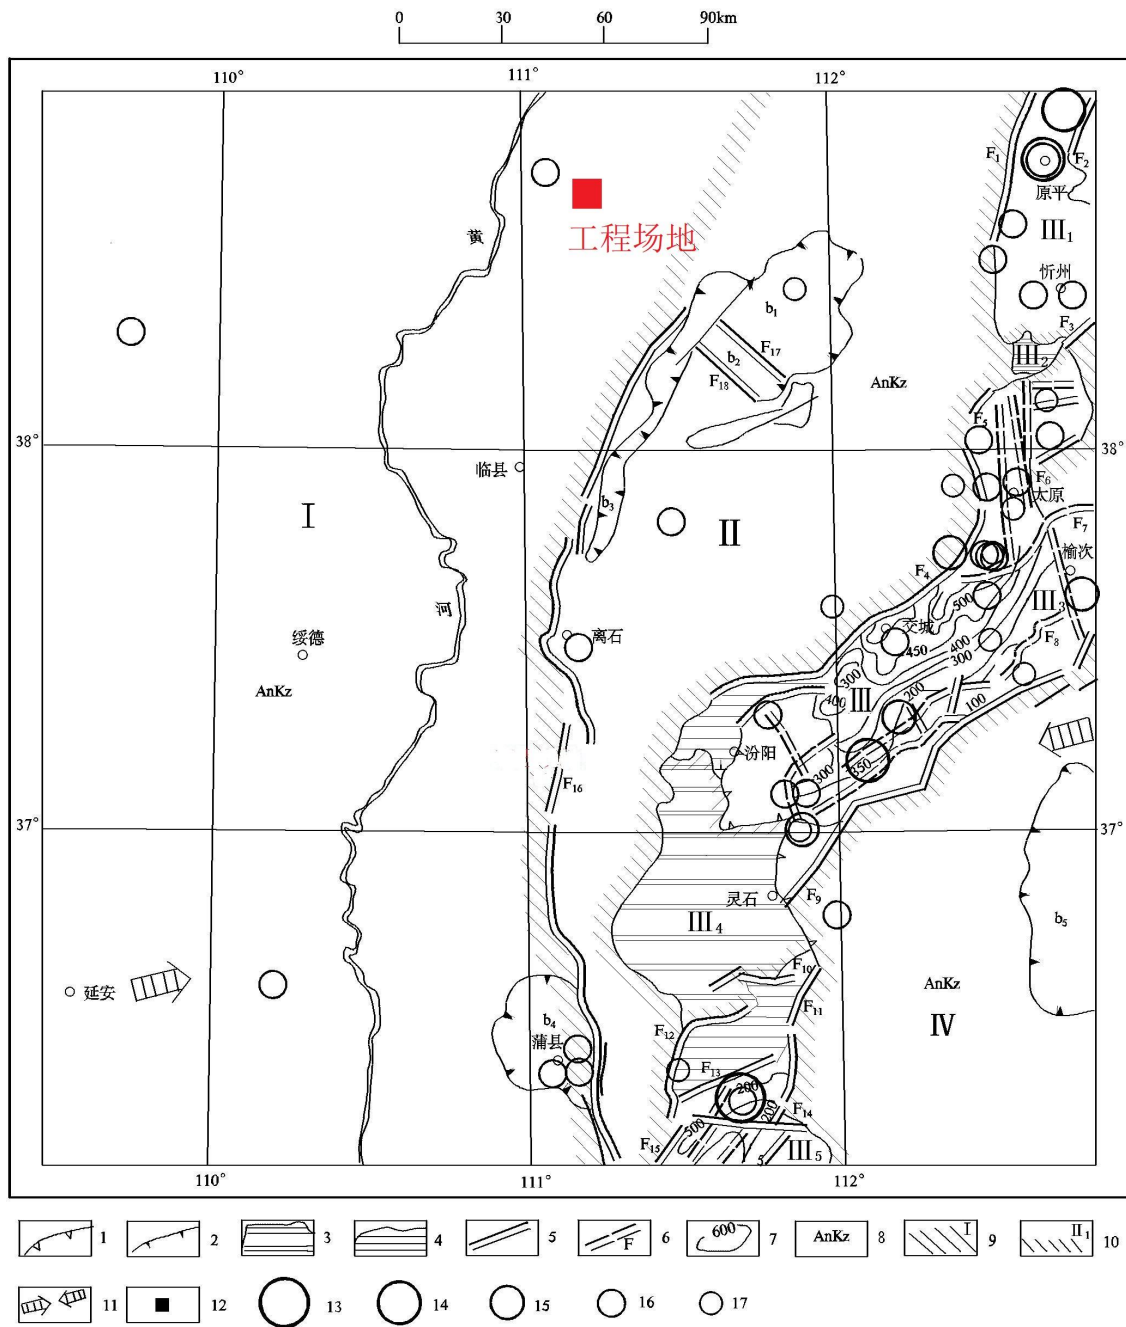 0 30 60 90km
110° 111° 112°
F₁
F₂
原平
III₁
黄
工程场地
忻州
b₁
F₃
F₁₇
III₂
b₂
F₁₈
AnKz
F₅
38° 38°
临县
F₆
太原
I
b₃
II
F₇
榆次
F₄
500
III₃
河
离石
交城
绥德
450
400
F₈
300
AnKz
300
400
III
200
100
汾阳
300
350
F₁₆
37° 37°
灵石
F₉
III₄
b₅
F₁₀
AnKz
延安
F₁₁
IV
b₄
F₁₂
蒲县
F₁₃
200
200
F₁₄
500
F₁₅
III₅
5
110° 111° 112°
1 2 3 4 5 F 6 600 7 AnKz 8 I 9 II₁ 10
11 12 13 14 15 16 17